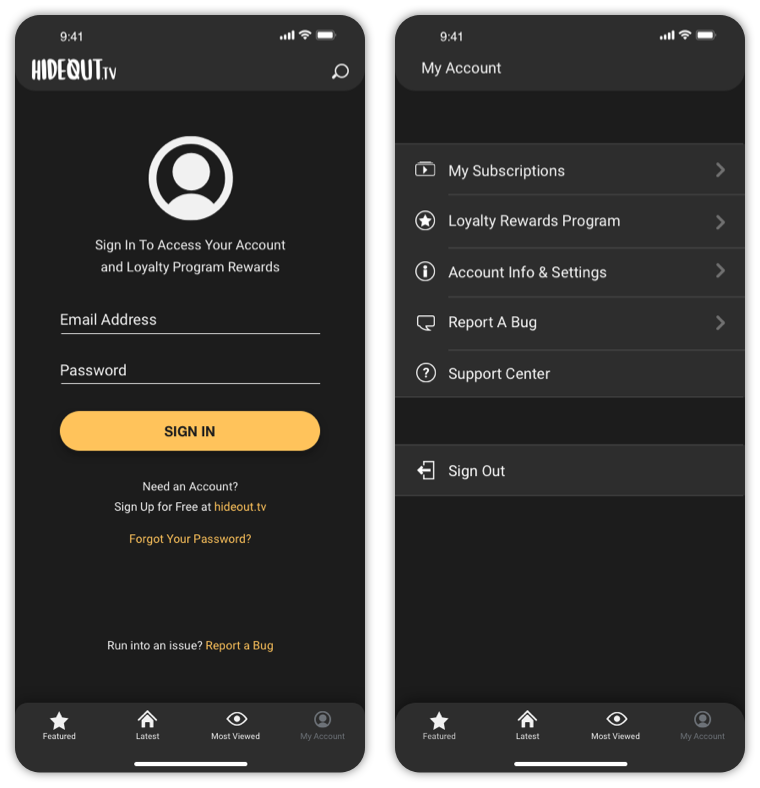 9:41
HIDEOUT.TV
Sign In To Access Your Account
and Loyalty Program Rewards
Email Address
Password
SIGN IN
Need an Account?
Sign Up for Free at hideout.tv
Forgot Your Password?
Run into an issue? Report a Bug
Featured Latest Most Viewed My Account
9:41
My Account
My Subscriptions
Loyalty Rewards Program
Account Info & Settings
Report A Bug
Support Center
Sign Out
Featured Latest Most Viewed My Account